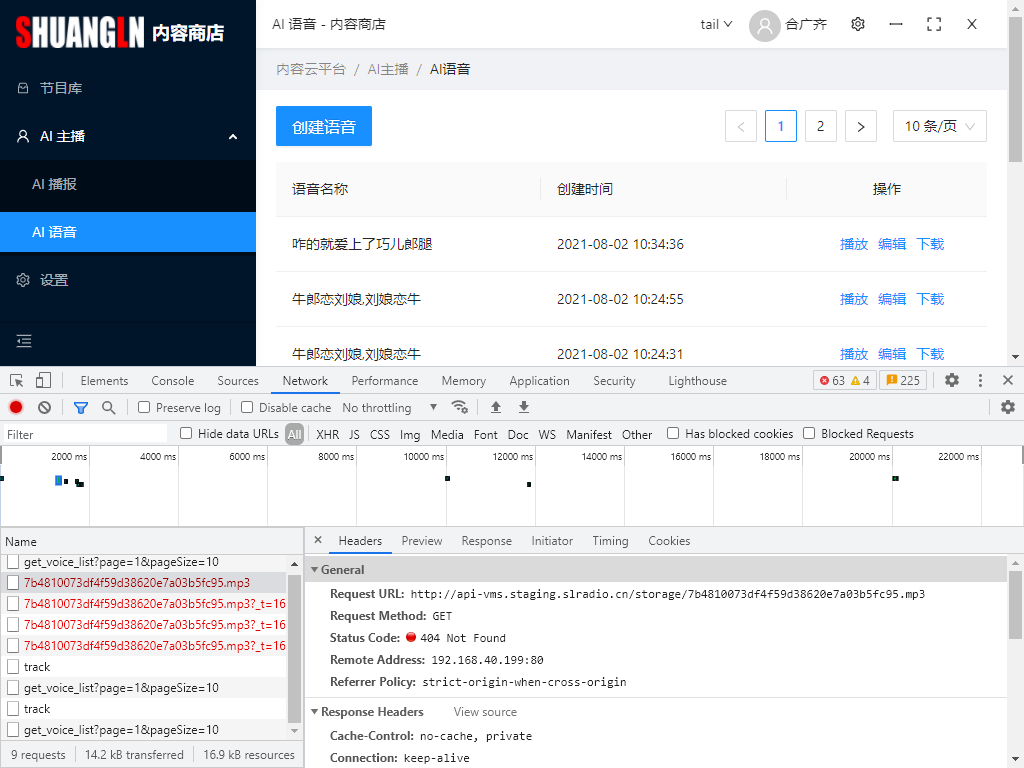 SHUANGLN 内容商店
AI 语音 - 内容商店
tail
合广齐
节目库
AI 主播
AI 播报
AI 语音
设置
内容云平台 / AI主播 / AI语音
创建语音
< 1 2 > 10 条/页
语音名称 创建时间 操作
咋的就爱上了巧儿郎腿 2021-08-02 10:34:36 播放 编辑 下载
牛郎恋刘娘,刘娘恋牛 2021-08-02 10:24:55 播放 编辑 下载
牛郎恋刘娘,刘娘恋牛 2021-08-02 10:24:31 播放 编辑 下载
Elements Console Sources Network Performance Memory Application Security Lighthouse 63 4 225
Preserve log Disable cache No throttling
Filter Hide data URLs All XHR JS CSS Img Media Font Doc WS Manifest Other Has blocked cookies Blocked Requests
2000 ms 4000 ms 6000 ms 8000 ms 10000 ms 12000 ms 14000 ms 16000 ms 18000 ms 20000 ms 22000 ms
Name
get_voice_list?page=1&pageSize=10
7b4810073df4f59d38620e7a03b5fc95.mp3
7b4810073df4f59d38620e7a03b5fc95.mp3?_t=16
7b4810073df4f59d38620e7a03b5fc95.mp3?_t=16
7b4810073df4f59d38620e7a03b5fc95.mp3?_t=16
track
get_voice_list?page=1&pageSize=10
track
get_voice_list?page=1&pageSize=10
9 requests 14.2 kB transferred 16.9 kB resources
Headers Preview Response Initiator Timing Cookies
General
Request URL: http://api-vms.staging.slradio.cn/storage/7b4810073df4f59d38620e7a03b5fc95.mp3
Request Method: GET
Status Code: 404 Not Found
Remote Address: 192.168.40.199:80
Referrer Policy: strict-origin-when-cross-origin
Response Headers View source
Cache-Control: no-cache, private
Connection: keep-alive